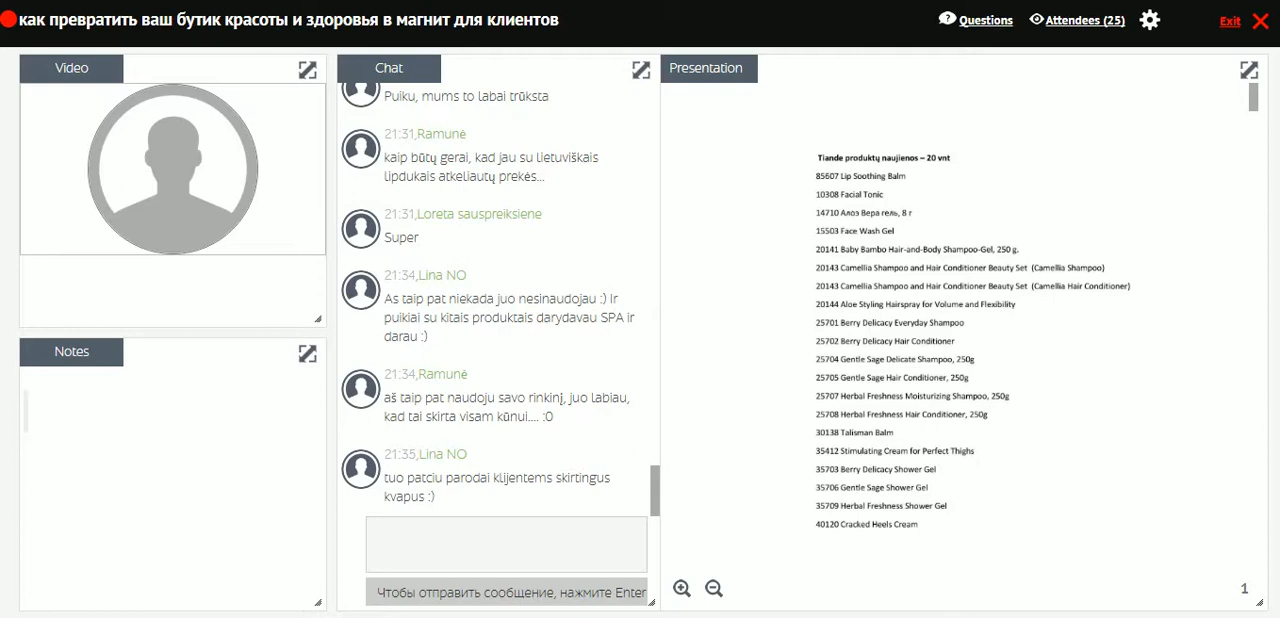 как превратить ваш бутик красоты и здоровья в магнит для клиентов
Questions
Attendees (25)
Exit
Video
Notes
Chat
Puiku, mums to labai trūksta
21:31,Ramunė
kaip būtų gerai, kad jau su lietuviškais
lipdukais atkeliautų prekės...
21:31,Loreta sauspreiksiene
Super
21:34,Lina NO
As taip pat niekada juo nesinaudojau :) Ir
puikiai su kitais produktais darydavau SPA ir
darau :)
21:34,Ramunė
aš taip pat naudoju savo rinkinį, juo labiau,
kad tai skirta visam kūnui.... :0
21:35,Lina NO
tuo patciu parodai klijentems skirtingus
kvapus :)
Чтобы отправить сообщение, нажмите Enter
Presentation
Tiande produktų naujienos – 20 vnt
85607 Lip Soothing Balm
10308 Facial Tonic
14710 Алоэ Вера гель, 8 г
15503 Face Wash Gel
20141 Baby Bambo Hair-and-Body Shampoo-Gel, 250 g.
20143 Camellia Shampoo and Hair Conditioner Beauty Set (Camellia Shampoo)
20143 Camellia Shampoo and Hair Conditioner Beauty Set (Camellia Hair Conditioner)
20144 Aloe Styling Hairspray for Volume and Flexibility
25701 Berry Delicacy Everyday Shampoo
25702 Berry Delicacy Hair Conditioner
25704 Gentle Sage Delicate Shampoo, 250g
25705 Gentle Sage Hair Conditioner, 250g
25707 Herbal Freshness Moisturizing Shampoo, 250g
25708 Herbal Freshness Hair Conditioner, 250g
30138 Talisman Balm
35412 Stimulating Cream for Perfect Thighs
35703 Berry Delicacy Shower Gel
35706 Gentle Sage Shower Gel
35709 Herbal Freshness Shower Gel
40120 Cracked Heels Cream
1